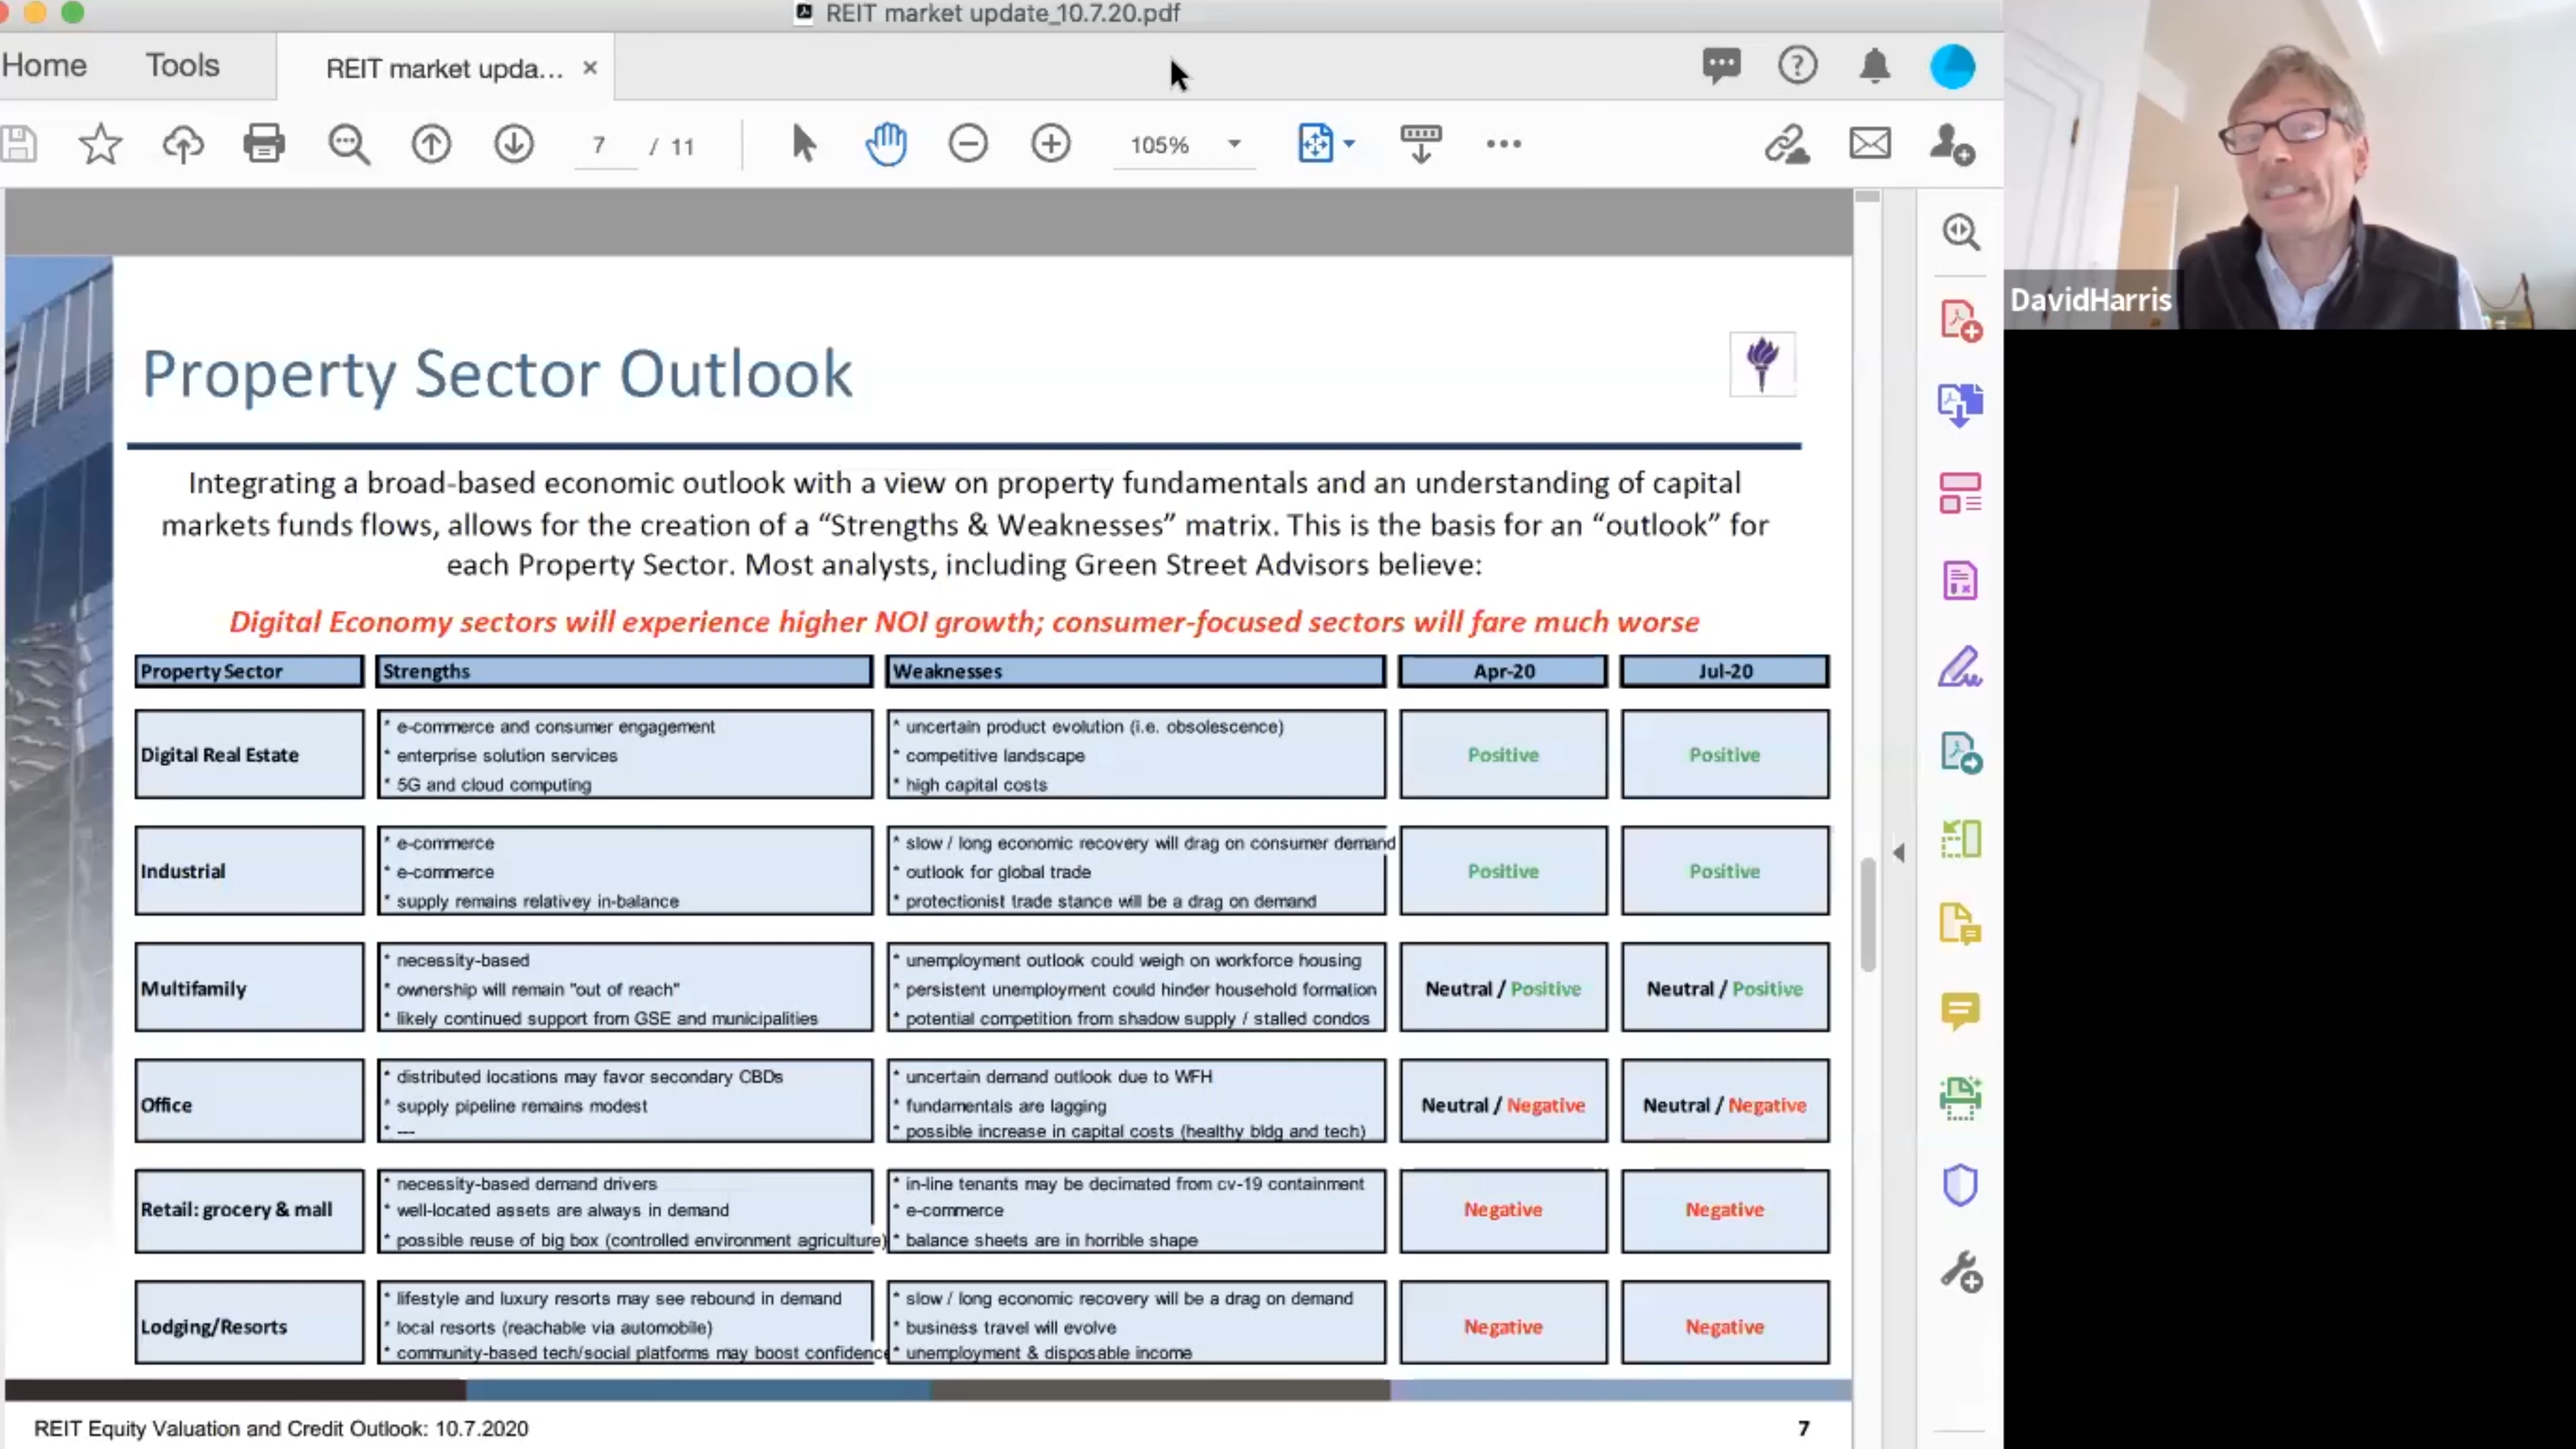 REIT market update_10.7.20.pdf
Home Tools REIT market upda... ×
7 / 11 105%
DavidHarris
Property Sector Outlook
Integrating a broad-based economic outlook with a view on property fundamentals and an understanding of capital
markets funds flows, allows for the creation of a “Strengths & Weaknesses” matrix. This is the basis for an “outlook” for
each Property Sector. Most analysts, including Green Street Advisors believe:
Digital Economy sectors will experience higher NOI growth; consumer-focused sectors will fare much worse
Property Sector Strengths Weaknesses Apr-20 Jul-20
Digital Real Estate
* e-commerce and consumer engagement
* enterprise solution services
* 5G and cloud computing
* uncertain product evolution (i.e. obsolescence)
* competitive landscape
* high capital costs
Positive
Positive
Industrial
* e-commerce
* e-commerce
* supply remains relativey in-balance
* slow / long economic recovery will drag on consumer demand
* outlook for global trade
* protectionist trade stance will be a drag on demand
Positive
Positive
Multifamily
* necessity-based
* ownership will remain "out of reach"
* likely continued support from GSE and municipalities
* unemployment outlook could weigh on workforce housing
* persistent unemployment could hinder household formation
* potential competition from shadow supply / stalled condos
Neutral / Positive
Neutral / Positive
Office
* distributed locations may favor secondary CBDs
* supply pipeline remains modest
* ---
* uncertain demand outlook due to WFH
* fundamentals are lagging
* possible increase in capital costs (healthy bldg and tech)
Neutral / Negative
Neutral / Negative
Retail: grocery & mall
* necessity-based demand drivers
* well-located assets are always in demand
* possible reuse of big box (controlled environment agriculture)
* in-line tenants may be decimated from cv-19 containment
* e-commerce
* balance sheets are in horrible shape
Negative
Negative
Lodging/Resorts
* lifestyle and luxury resorts may see rebound in demand
* local resorts (reachable via automobile)
* community-based tech/social platforms may boost confidence
* slow / long economic recovery will be a drag on demand
* business travel will evolve
* unemployment & disposable income
Negative
Negative
REIT Equity Valuation and Credit Outlook: 10.7.2020 7